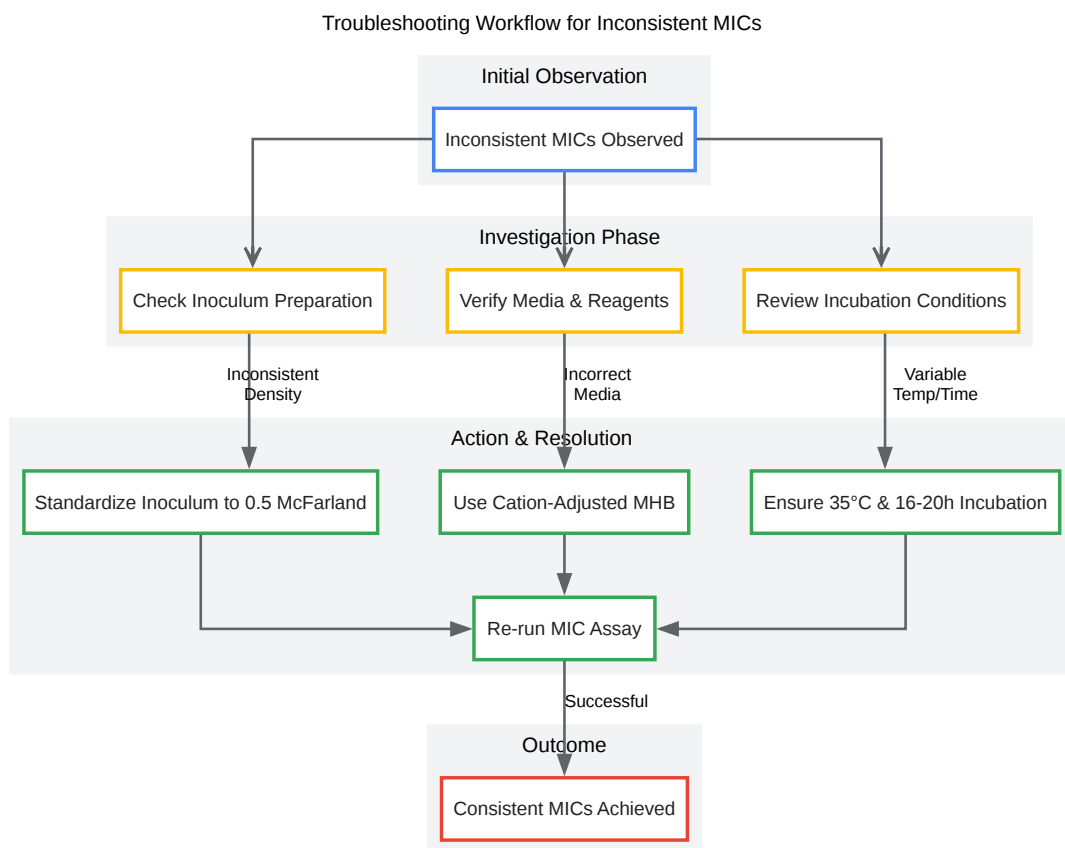 Troubleshooting Workflow for Inconsistent MICs
Initial Observation
Inconsistent MICs Observed
Investigation Phase
Check Inoculum Preparation
Verify Media & Reagents
Review Incubation Conditions
Inconsistent
Density
Incorrect
Media
Variable
Temp/Time
Action & Resolution
Standardize Inoculum to 0.5 McFarland
Use Cation-Adjusted MHB
Ensure 35°C & 16-20h Incubation
Re-run MIC Assay
Successful
Outcome
Consistent MICs Achieved